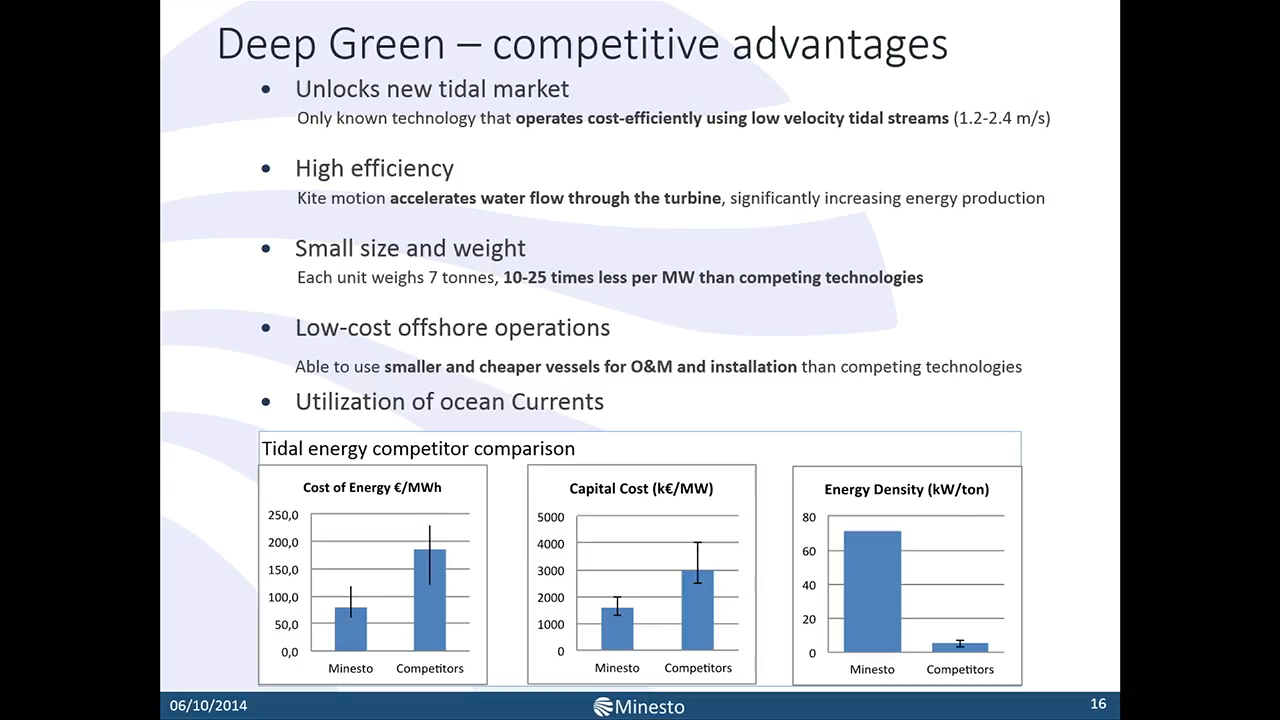 Deep Green – competitive advantages
• Unlocks new tidal market
Only known technology that operates cost-efficiently using low velocity tidal streams (1.2-2.4 m/s)
• High efficiency
Kite motion accelerates water flow through the turbine, significantly increasing energy production
• Small size and weight
Each unit weighs 7 tonnes, 10-25 times less per MW than competing technologies
• Low-cost offshore operations
Able to use smaller and cheaper vessels for O&M and installation than competing technologies
• Utilization of ocean Currents
Tidal energy competitor comparison
Cost of Energy €/MWh
250,0
200,0
150,0
100,0
50,0
0,0
Minesto Competitors
Capital Cost (k€/MW)
5000
4000
3000
2000
1000
0
Minesto Competitors
Energy Density (kW/ton)
80
60
40
20
0
Minesto Competitors
06/10/2014
Minesto
16